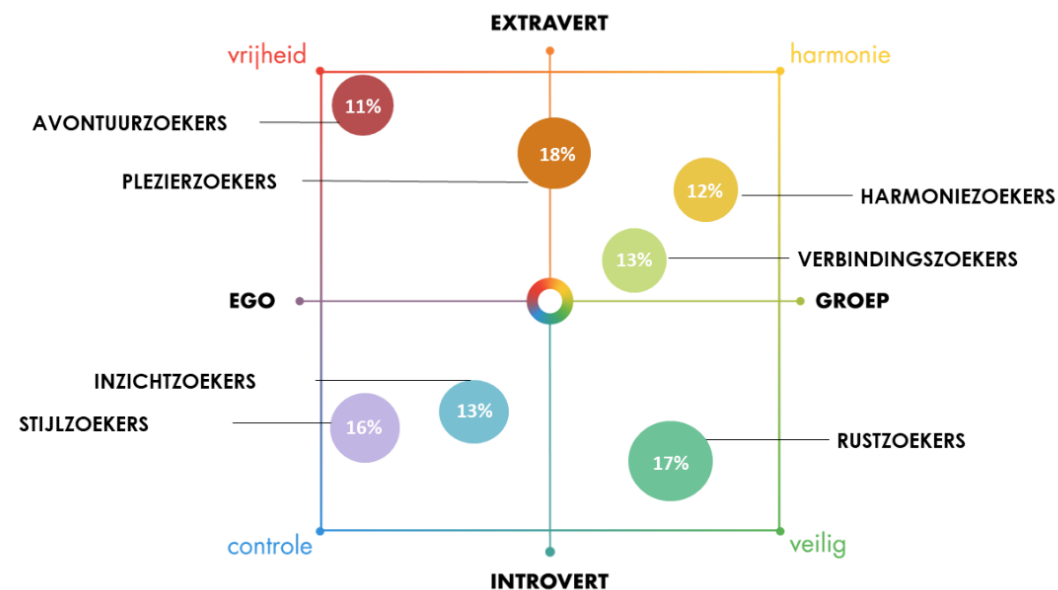 EXTRAVERT
vrijheid
harmonie
11%
AVONTUURZOEKERS
18%
PLEZIERZOEKERS
12%
HARMONIEZOEKERS
13%
VERBINDINGSZOEKERS
EGO
GROEP
INZICHTZOEKERS
13%
STIJLZOEKERS
16%
RUSTZOEKERS
17%
controle
veilig
INTROVERT